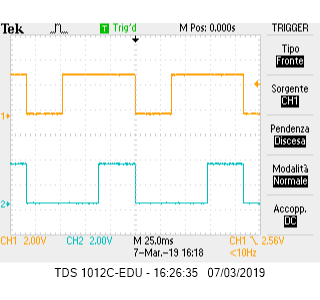 Tek Trig'd M Pos: 0.000s TRIGGER
Tipo
Fronte
Sorgente
CH1
1
Pendenza
Discesa
Modalità
Normale
2
Accopp.
DC
CH1 2.00V CH2 2.00V M 25.0ms CH1 2.56V
7-Mar.-19 16:18 <10Hz
TDS 1012C-EDU - 16:26:35 07/03/2019